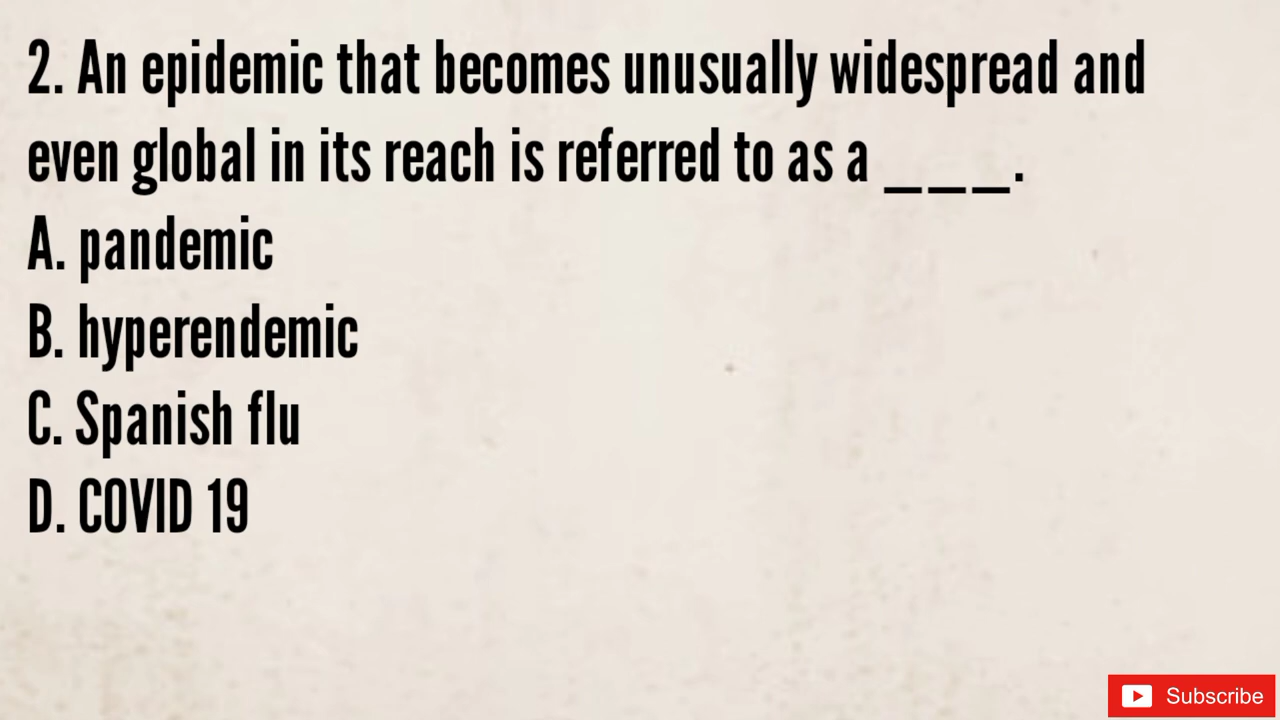 2. An epidemic that becomes unusually widespread and
even global in its reach is referred to as a ___.
A. pandemic
B. hyperendemic
C. Spanish flu
D. COVID 19
Subscribe